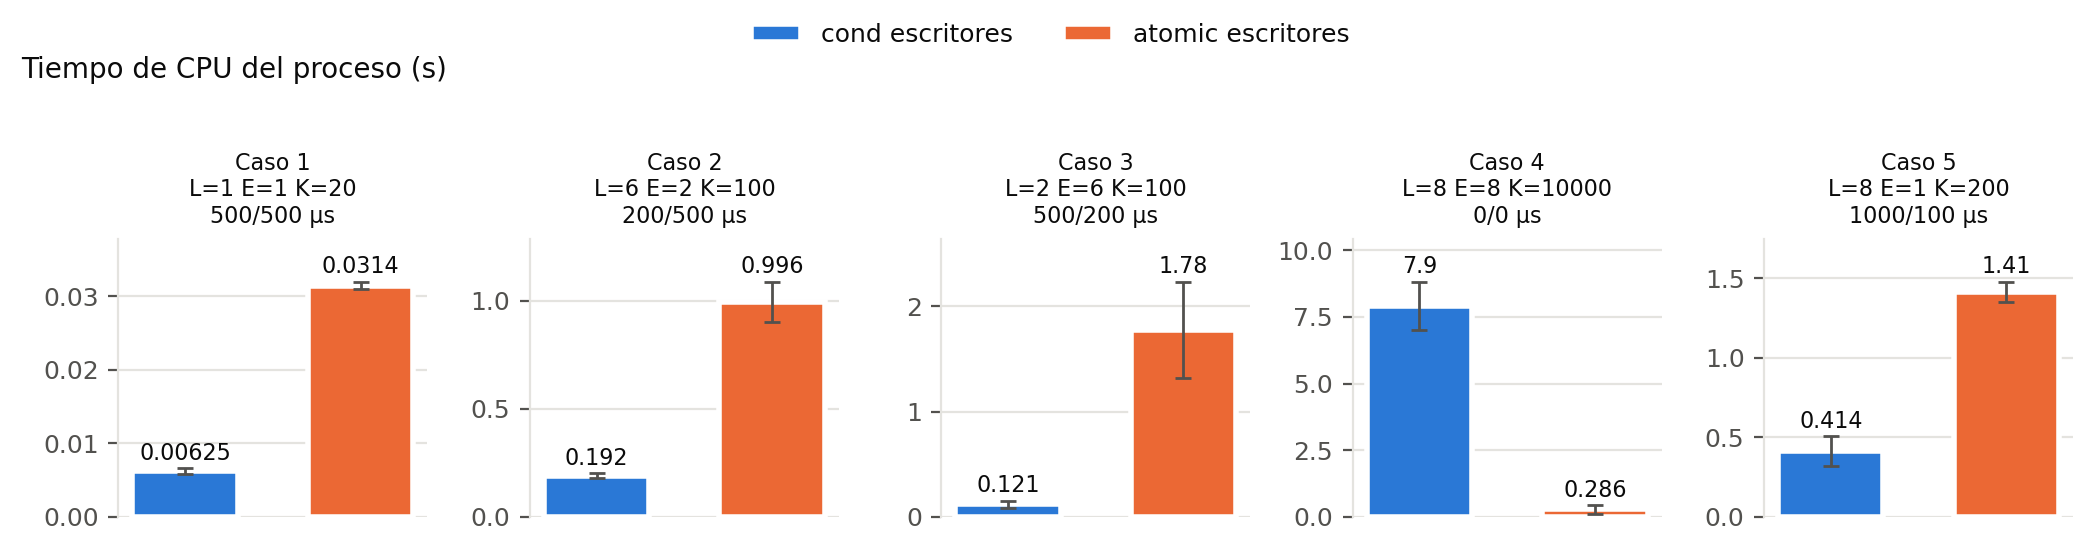 cond escritores atomic escritores
Tiempo de CPU del proceso (s)
Caso 1
L=1 E=1 K=20
500/500 µs
0.03
0.02
0.01
0.00
0.00625
0.0314
Caso 2
L=6 E=2 K=100
200/500 µs
1.0
0.5
0.0
0.192
0.996
Caso 3
L=2 E=6 K=100
500/200 µs
2
1
0
0.121
1.78
Caso 4
L=8 E=8 K=10000
0/0 µs
10.0
7.5
5.0
2.5
0.0
7.9
0.286
Caso 5
L=8 E=1 K=200
1000/100 µs
1.5
1.0
0.5
0.0
0.414
1.41